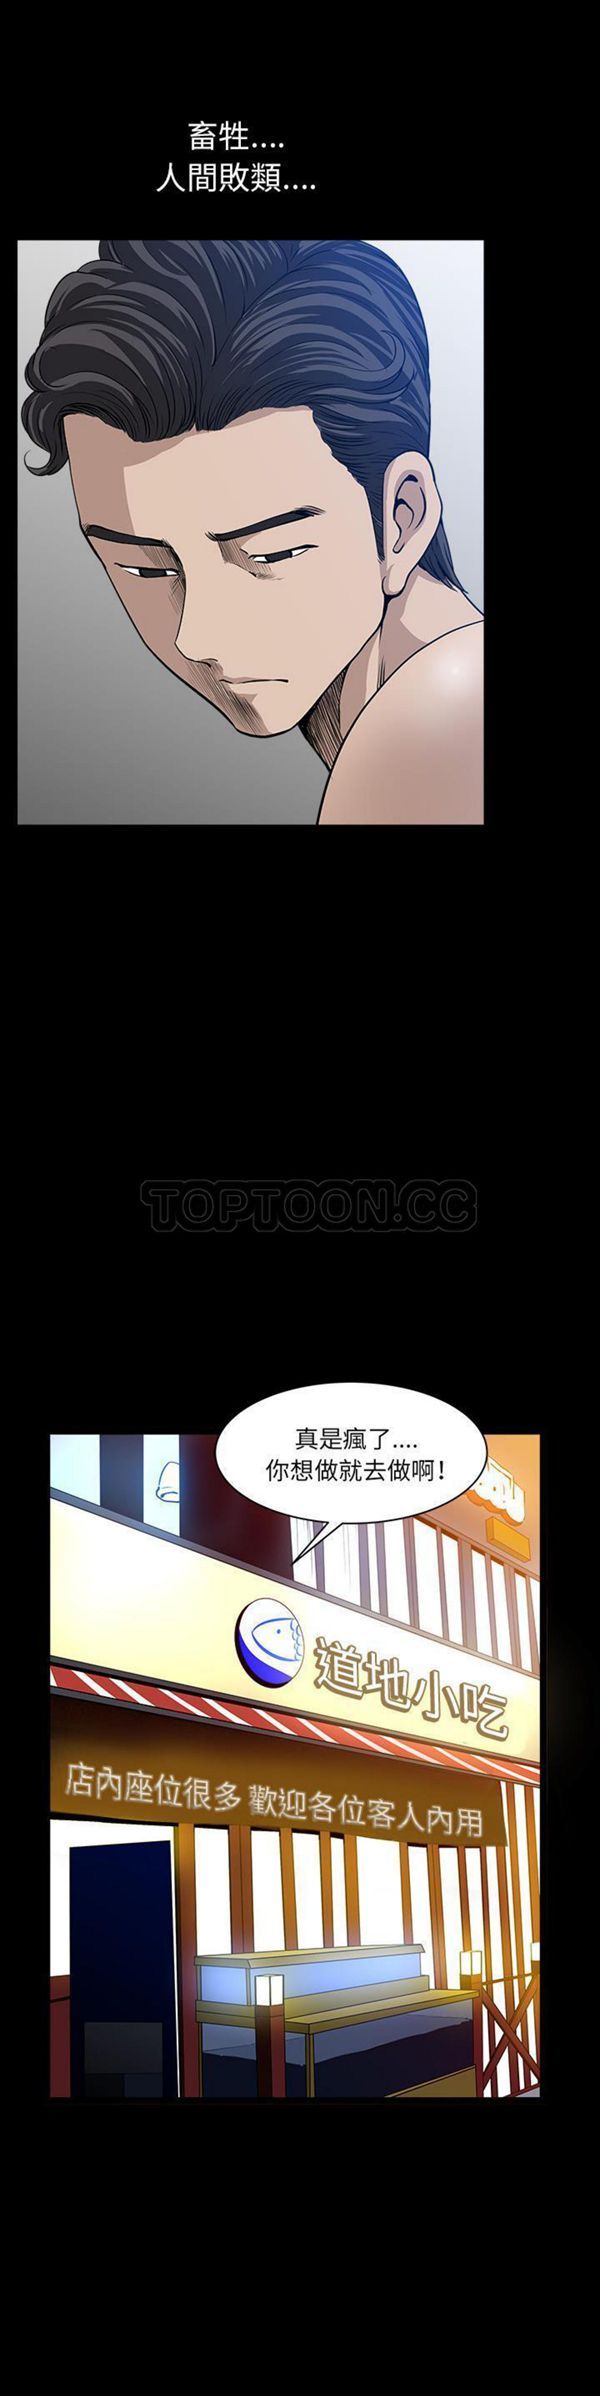 畜牲....
人間敗類....
TOPTOON.CC
真是瘋了....
你想做就去做啊!
道地小吃
店內座位很多 歡迎各位客人內用